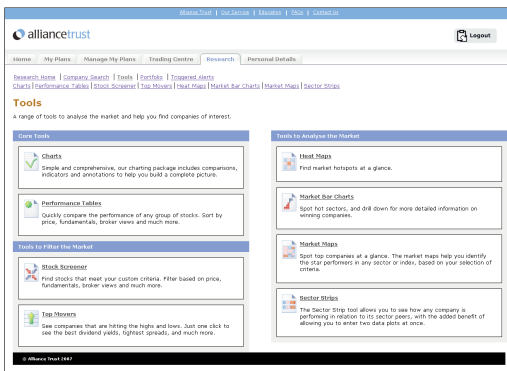 Alliance Trust | Our Service | Education | FAQs | Contact Us
alliancetrust
Logout
Home My Plans Manage My Plans Trading Centre Research Personal Details
Research Home | Company Search | Tools | Portfolio | Triggered Alerts
Charts | Performance Tables | Stock Screener | Top Movers | Heat Maps | Market Bar Charts | Market Maps | Sector Strips
Tools
A range of tools to analyse the market and help you find companies of interest.
Core Tools
Charts
Simple and comprehensive, our charting package includes comparisons,
indicators and annotations to help you build a complete picture.
Performance Tables
Quickly compare the performance of any group of stocks. Sort by
price, fundamentals, broker views and much more.
Tools to Filter the Market
Stock Screener
Find stocks that meet your custom criteria. Filter based on price,
fundamentals, broker views and much more.
Top Movers
See companies that are hitting the highs and lows. Just one click to
see the best dividend yields, tightest spreads, and much more.
Tools to Analyse the Market
Heat Maps
Find market hotspots at a glance.
Market Bar Charts
Spot hot sectors, and drill down for more detailed information on
winning companies.
Market Maps
Spot top companies at a glance. The market maps help you identify
the star performers in any sector or index, based on your selection of
criteria.
Sector Strips
The Sector Strip tool allows you to see how any company is
performing in relation to its sector peers, with the added benefit of
allowing you to enter two data plots at once.
© Alliance Trust 2007